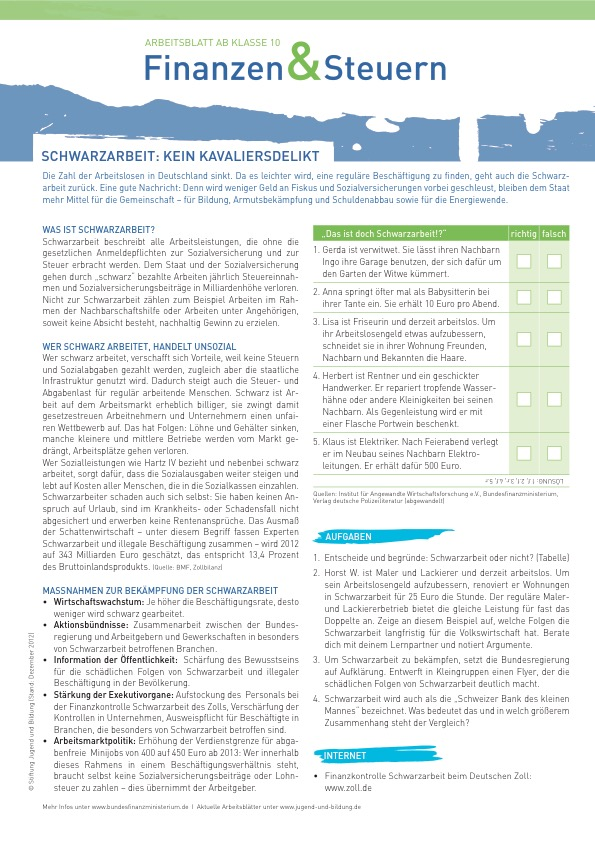 ARBEITSBLATT AB KLASSE 10
Finanzen&Steuern
SCHWARZARBEIT: KEIN KAVALIERSDELIKT
Die Zahl der Arbeitslosen in Deutschland sinkt. Da es leichter wird, eine reguläre Beschäftigung zu finden, geht auch die Schwarz-
arbeit zurück. Eine gute Nachricht: Denn wird weniger Geld an Fiskus und Sozialversicherungen vorbei geschleust, bleiben dem Staat
mehr Mittel für die Gemeinschaft – für Bildung, Armutsbekämpfung und Schuldenabbau sowie für die Energiewende.
WAS IST SCHWARZARBEIT?
Schwarzarbeit beschreibt alle Arbeitsleistungen, die ohne die
gesetzlichen Anmeldepflichten zur Sozialversicherung und zur
Steuer erbracht werden. Dem Staat und der Sozialversicherung
gehen durch „schwarz“ bezahlte Arbeiten jährlich Steuereinnah-
men und Sozialversicherungsbeiträge in Milliardenhöhe verloren.
Nicht zur Schwarzarbeit zählen zum Beispiel Arbeiten im Rah-
men der Nachbarschaftshilfe oder Arbeiten unter Angehörigen,
soweit keine Absicht besteht, nachhaltig Gewinn zu erzielen.
WER SCHWARZ ARBEITET, HANDELT UNSOZIAL
Wer schwarz arbeitet, verschafft sich Vorteile, weil keine Steuern
und Sozialabgaben gezahlt werden, zugleich aber die staatliche
Infrastruktur genutzt wird. Dadurch steigt auch die Steuer- und
Abgabenlast für regulär arbeitende Menschen. Schwarz ist Ar-
beit auf dem Arbeitsmarkt erheblich billiger, sie zwingt damit
gesetzestreuen Arbeitnehmern und Unternehmern einen unfai-
ren Wettbewerb auf. Das hat Folgen: Löhne und Gehälter sinken,
manche kleinere und mittlere Betriebe werden vom Markt ge-
drängt, Arbeitsplätze gehen verloren.
Wer Sozialleistungen wie Hartz IV bezieht und nebenbei schwarz
arbeitet, sorgt dafür, dass die Sozialausgaben weiter steigen und
lebt auf Kosten aller Menschen, die in die Sozialkassen einzahlen.
Schwarzarbeiter schaden auch sich selbst: Sie haben keinen An-
spruch auf Urlaub, sind im Krankheits- oder Schadensfall nicht
abgesichert und erwerben keine Rentenansprüche. Das Ausmaß
der Schattenwirtschaft – unter diesem Begriff fassen Experten
Schwarzarbeit und illegale Beschäftigung zusammen – wird 2012
auf 343 Milliarden Euro geschätzt, das entspricht 13,4 Prozent
des Bruttoinlandsprodukts. (Quelle: BMF, Zollbilanz)
MASSNAHMEN ZUR BEKÄMPFUNG DER SCHWARZARBEIT
• Wirtschaftswachstum: Je höher die Beschäftigungsrate, desto
weniger wird schwarz gearbeitet.
• Aktionsbündnisse: Zusammenarbeit zwischen der Bundes-
regierung und Arbeitgebern und Gewerkschaften in besonders
von Schwarzarbeit betroffenen Branchen.
• Information der Öffentlichkeit: Schärfung des Bewusstseins
für die schädlichen Folgen von Schwarzarbeit und illegaler
Beschäftigung in der Bevölkerung.
• Stärkung der Exekutivorgane: Aufstockung des Personals bei
der Finanzkontrolle Schwarzarbeit des Zolls, Verschärfung der
Kontrollen in Unternehmen, Ausweispflicht für Beschäftigte in
Branchen, die besonders von Schwarzarbeit betroffen sind.
• Arbeitsmarktpolitik: Erhöhung der Verdienstgrenze für abga-
benfreie Minijobs von 400 auf 450 Euro ab 2013: Wer innerhalb
dieses Rahmens in einem Beschäftigungsverhältnis steht,
braucht selbst keine Sozialversicherungsbeiträge oder Lohn-
steuer zu zahlen – dies übernimmt der Arbeitgeber.
„Das ist doch Schwarzarbeit!?“ richtig falsch
1. Gerda ist verwitwet. Sie lässt ihren Nachbarn
Ingo ihre Garage benutzen, der sich dafür um
den Garten der Witwe kümmert.
2. Anna springt öfter mal als Babysitterin bei
ihrer Tante ein. Sie erhält 10 Euro pro Abend.
3. Lisa ist Friseurin und derzeit arbeitslos. Um
ihr Arbeitslosengeld etwas aufzubessern,
schneidet sie in ihrer Wohnung Freunden,
Nachbarn und Bekannten die Haare.
4. Herbert ist Rentner und ein geschickter
Handwerker. Er repariert tropfende Wasser-
hähne oder andere Kleinigkeiten bei seinen
Nachbarn. Als Gegenleistung wird er mit
einer Flasche Portwein beschenkt.
5. Klaus ist Elektriker. Nach Feierabend verlegt
er im Neubau seines Nachbarn Elektro-
leitungen. Er erhält dafür 500 Euro.
LÖSUNG: 1.f, 2.f, 3.r, 4.f, 5.r
Quellen: Institut für Angewandte Wirtschaftsforschung e.V., Bundesfinanzministerium,
Verlag deutsche Polizeiliteratur (abgewandelt)
AUFGABEN
1. Entscheide und begründe: Schwarzarbeit oder nicht? (Tabelle)
2. Horst W. ist Maler und Lackierer und derzeit arbeitslos. Um
sein Arbeitslosengeld aufzubessern, renoviert er Wohnungen
in Schwarzarbeit für 25 Euro die Stunde. Der reguläre Maler-
und Lackiererbetrieb bietet die gleiche Leistung für fast das
Doppelte an. Zeige an diesem Beispiel auf, welche Folgen die
Schwarzarbeit langfristig für die Volkswirtschaft hat. Berate
dich mit deinem Lernpartner und notiert Argumente.
3. Um Schwarzarbeit zu bekämpfen, setzt die Bundesregierung
auf Aufklärung. Entwerft in Kleingruppen einen Flyer, der die
schädlichen Folgen von Schwarzarbeit deutlich macht.
4. Schwarzarbeit wird auch als die „Schweizer Bank des kleinen
Mannes“ bezeichnet. Was bedeutet das und in welch größerem
Zusammenhang steht der Vergleich?
INTERNET
• Finanzkontrolle Schwarzarbeit beim Deutschen Zoll:
www.zoll.de
© Stiftung Jugend und Bildung (Stand: Dezember 2012)
Mehr Infos unter www.bundesfinanzministerium.de | Aktuelle Arbeitsblätter unter www.jugend-und-bildung.de